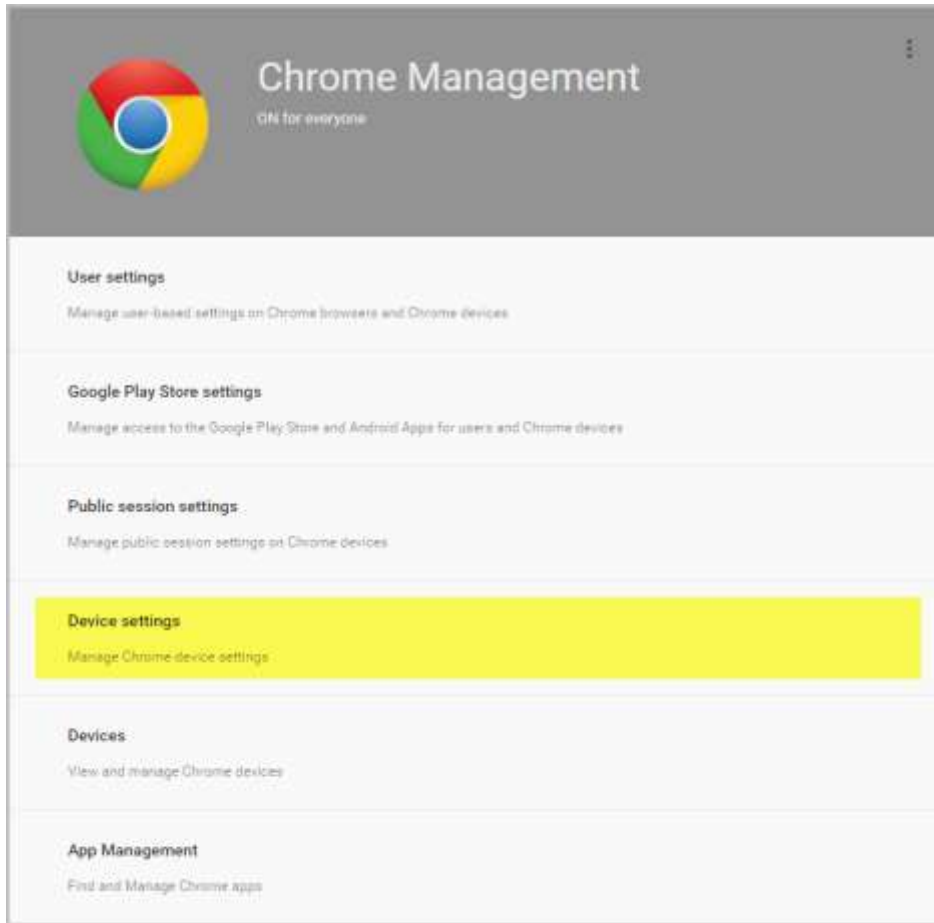 Chrome Management
ON for everyone
User settings
Manage user-based settings on Chrome browsers and Chrome devices
Google Play Store settings
Manage access to the Google Play Store and Android Apps for users and Chrome devices
Public session settings
Manage public session settings on Chrome devices
Device settings
Manage Chrome device settings
Devices
View and manage Chrome devices
App Management
Find and Manage Chrome apps